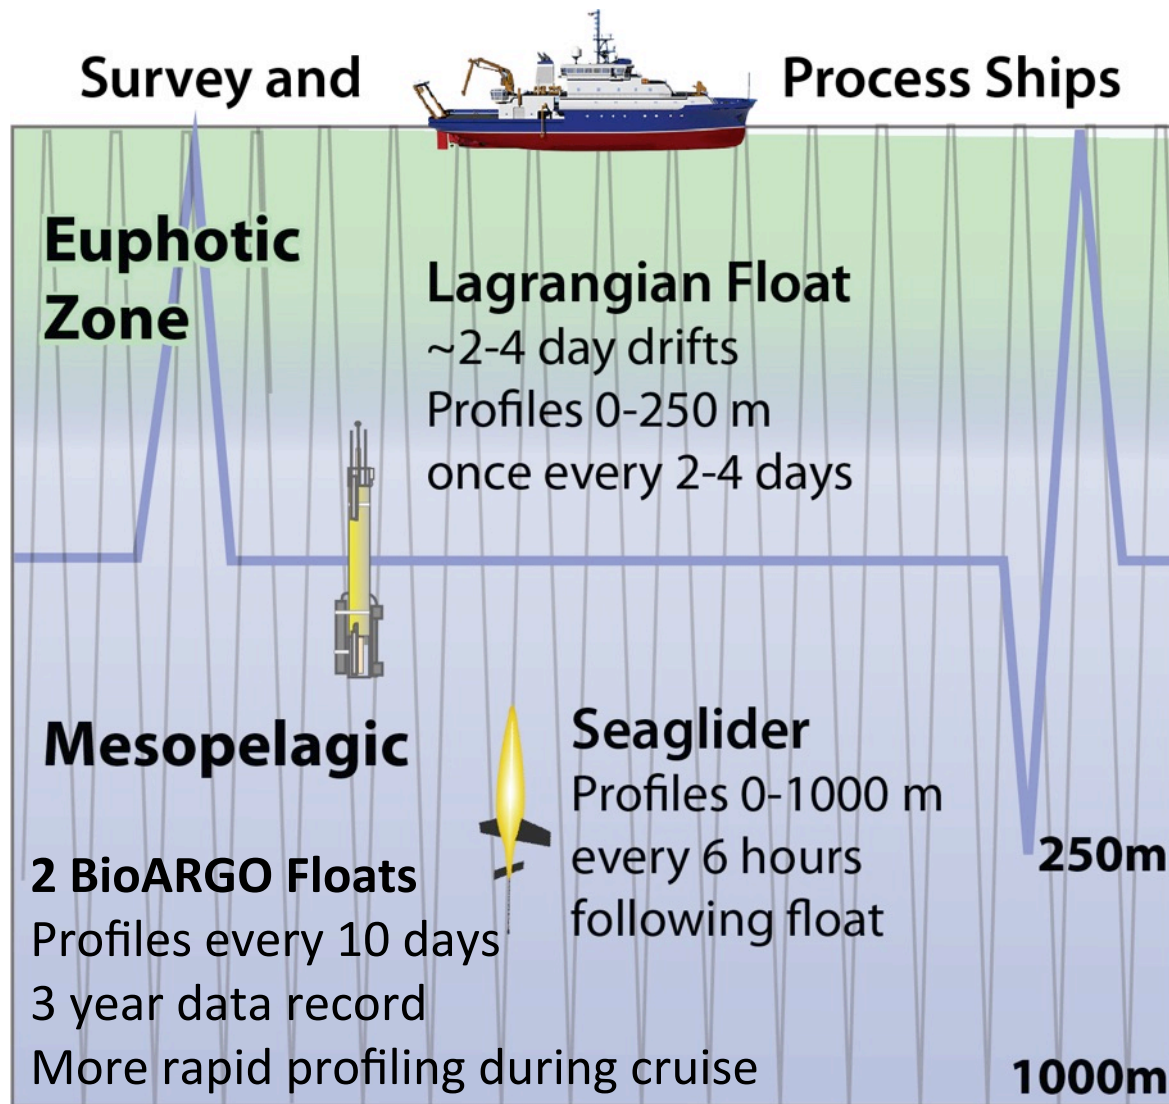 Survey and Process Ships
Euphotic
Zone
Lagrangian Float
~2-4 day drifts
Profiles 0-250 m
once every 2-4 days
Mesopelagic
Seaglider
Profiles 0-1000 m
every 6 hours
following float
250m
2 BioARGO Floats
Profiles every 10 days
3 year data record
More rapid profiling during cruise
1000m